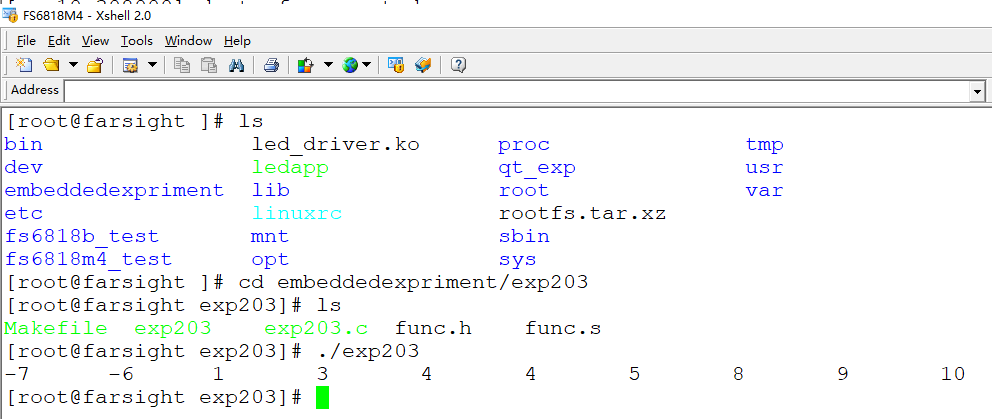 FS6818M4 - Xshell 2.0
File Edit View Tools Window Help
Address
[root@farsight ]# ls
bin led_driver.ko proc tmp
dev ledapp qt_exp usr
embeddedexpriment lib root var
etc linuxrc rootfs.tar.xz
fs6818b_test mnt sbin
fs6818m4_test opt sys
[root@farsight ]# cd embeddedexpriment/exp203
[root@farsight exp203]# ls
Makefile exp203 exp203.c func.h func.s
[root@farsight exp203]# ./exp203
-7 -6 1 3 4 4 5 8 9 10
[root@farsight exp203]#